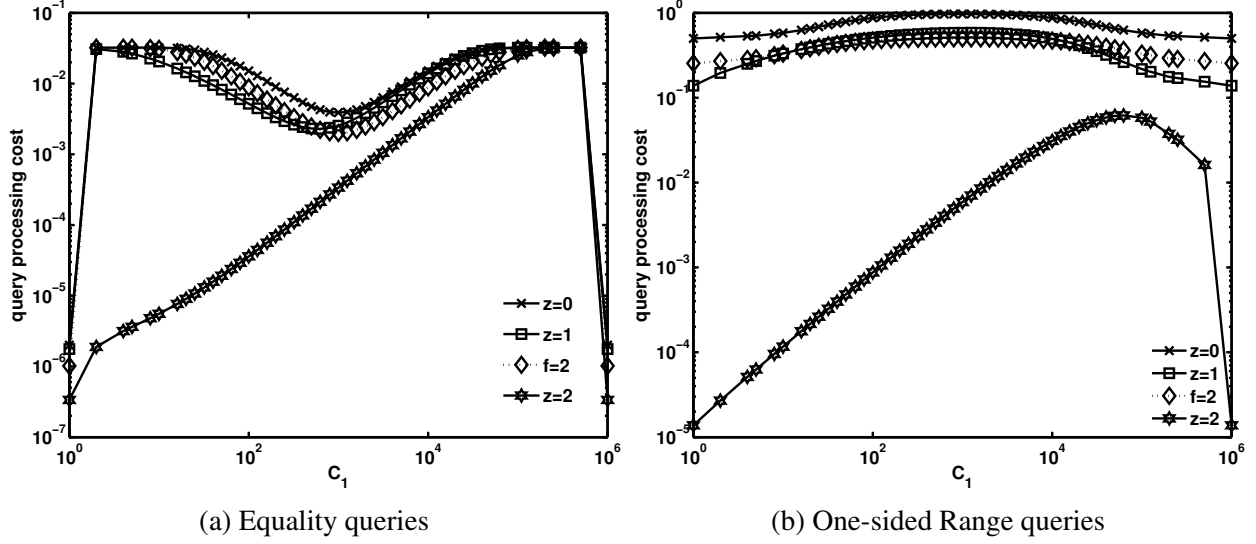 query processing cost
10^-1
10^-2
10^-3
10^-4
10^-5
10^-6
10^-7
10^0
10^2
10^4
10^6
C_1
z=0
z=1
f=2
z=2
(a) Equality queries
query processing cost
10^0
10^-1
10^-2
10^-3
10^-4
10^-5
10^0
10^2
10^4
10^6
C_1
z=0
z=1
f=2
z=2
(b) One-sided Range queries